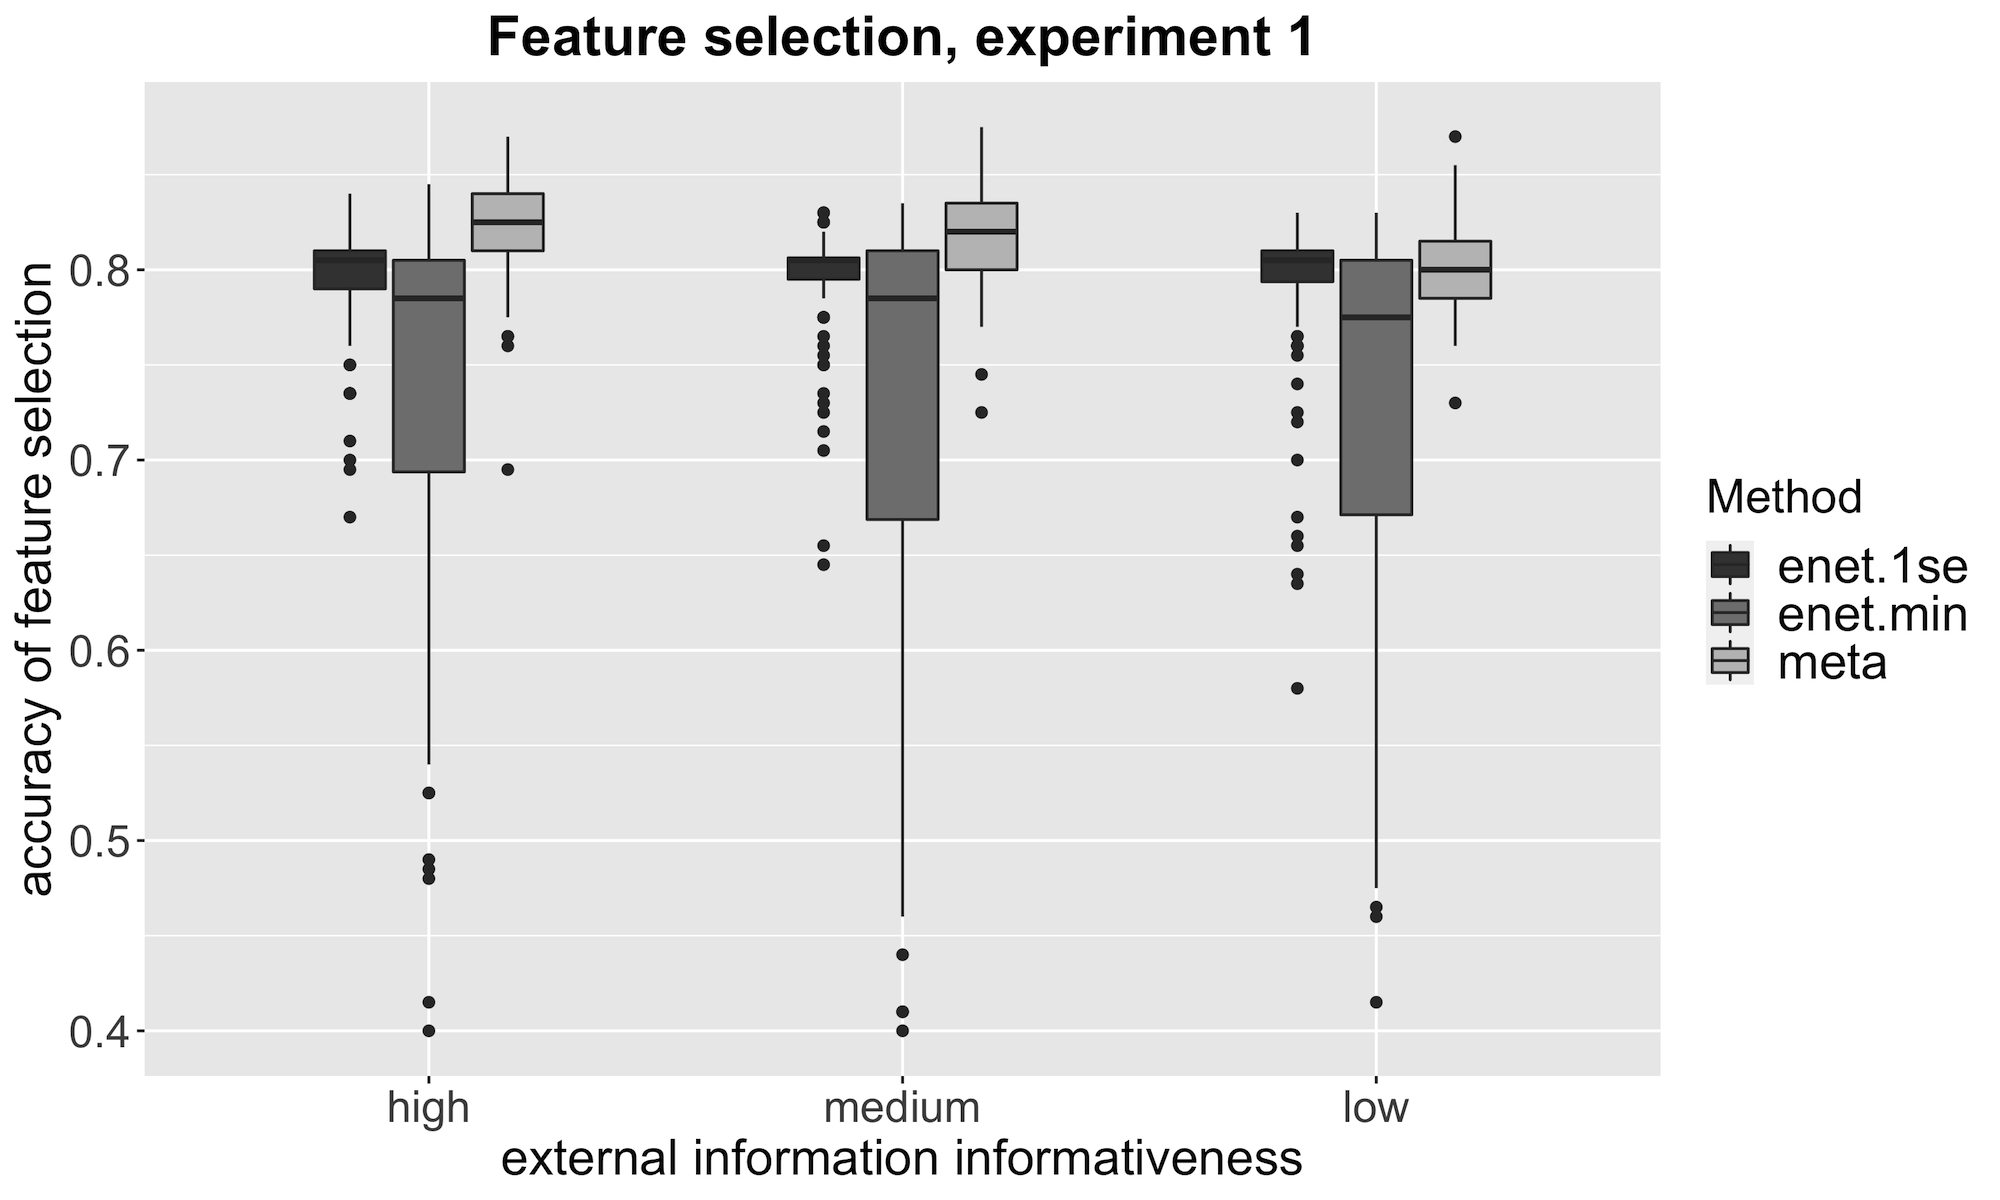 Feature selection, experiment 1
accuracy of feature selection
0.8
0.7
0.6
0.5
0.4
high
medium
low
external information informativeness
Method
enet.1se
enet.min
meta